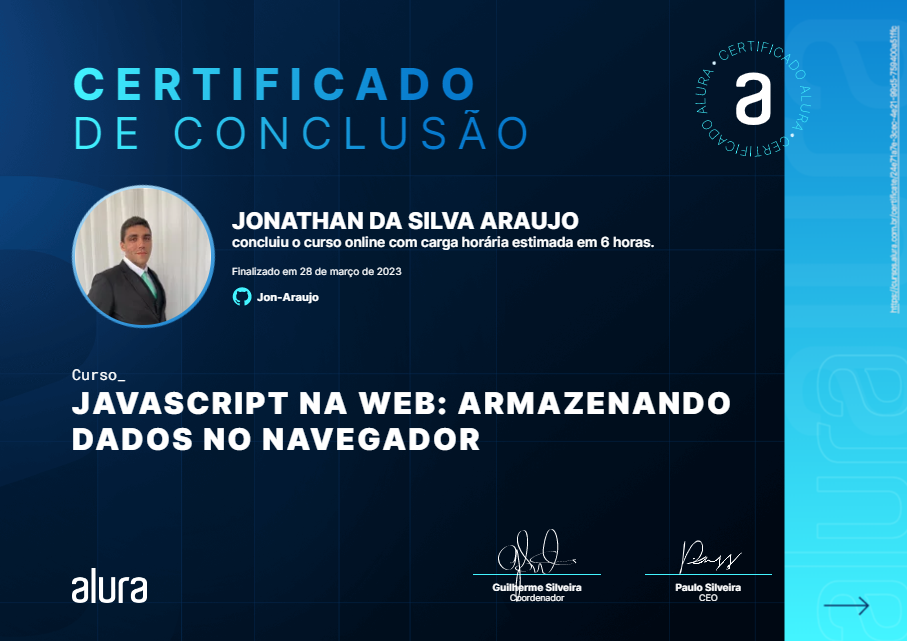 CERTIFICADO
DE CONCLUSÃO
• CERTIFICADO ALURA • CERTIFICADO ALURA
a
JONATHAN DA SILVA ARAUJO
concluiu o curso online com carga horária estimada em 6 horas.
Finalizado em 28 de março de 2023
Jon-Araujo
Curso_
JAVASCRIPT NA WEB: ARMAZENANDO
DADOS NO NAVEGADOR
alura
Guilherme Silveira
Coordenador
Paulo Silveira
CEO
alura